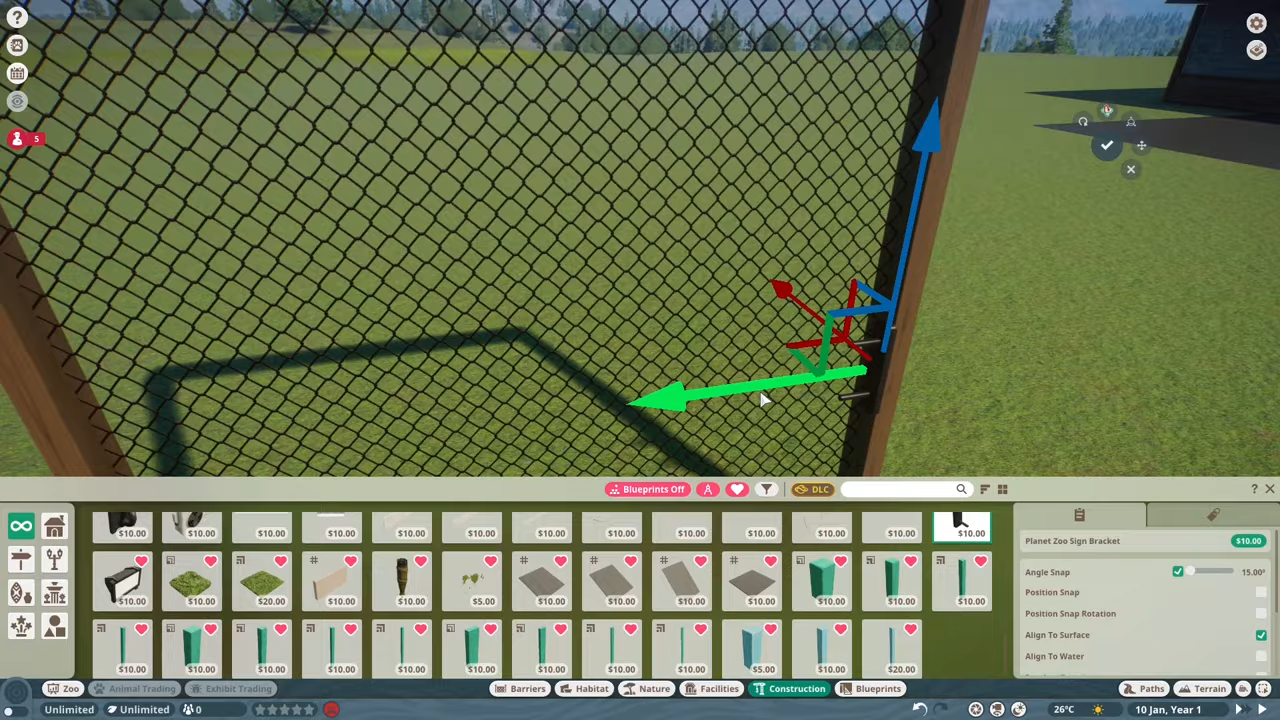 ?
5
Blueprints Off
DLC
? ×
$10.00 $10.00 $10.00 $10.00 $10.00 $10.00 $10.00 $10.00 $10.00 $10.00 $10.00 $10.00 $10.00
Planet Zoo Sign Bracket $10.00
Angle Snap 15.00°
$10.00 $10.00 $20.00 $10.00 $10.00 $5.00 $10.00 $10.00 $10.00 $10.00 $10.00 $10.00 $10.00
Position Snap
Position Snap Rotation
Align To Surface
Align To Water
$10.00 $10.00 $10.00 $10.00 $10.00 $10.00 $10.00 $10.00 $10.00 $5.00 $10.00 $20.00
Zoo Animal Trading Exhibit Trading Barriers Habitat Nature Facilities Construction Blueprints Paths Terrain
Unlimited Unlimited 0 26°C 10 Jan, Year 1